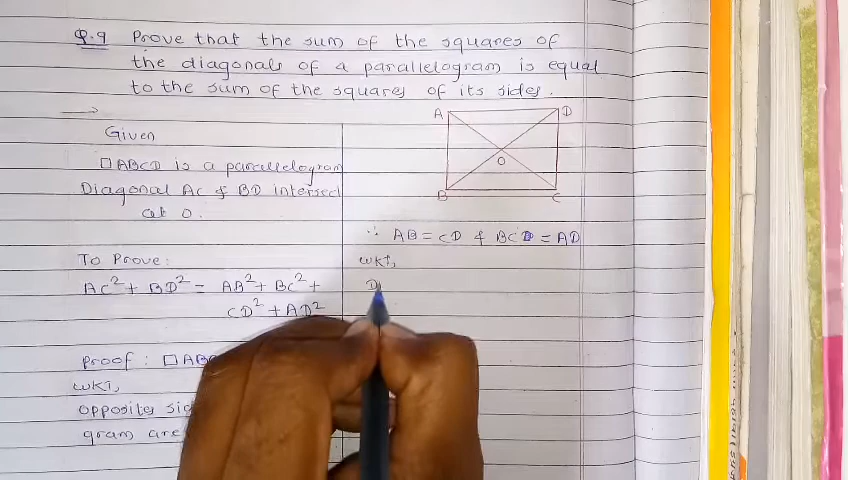 Q.9 Prove that the sum of the squares of
the diagonals of a parallelogram is equal
to the sum of the squares of its sides.
Given
□ABCD is a parallelogram
Diagonal AC & BD intersect
at O.
To Prove:
AC² + BD² = AB² + BC² +
CD² + AD²
Proof : □AB
WKT,
opposites sid
gram are
A D
O
B C
∴ AB = CD & BC = AD
WKT,
Di